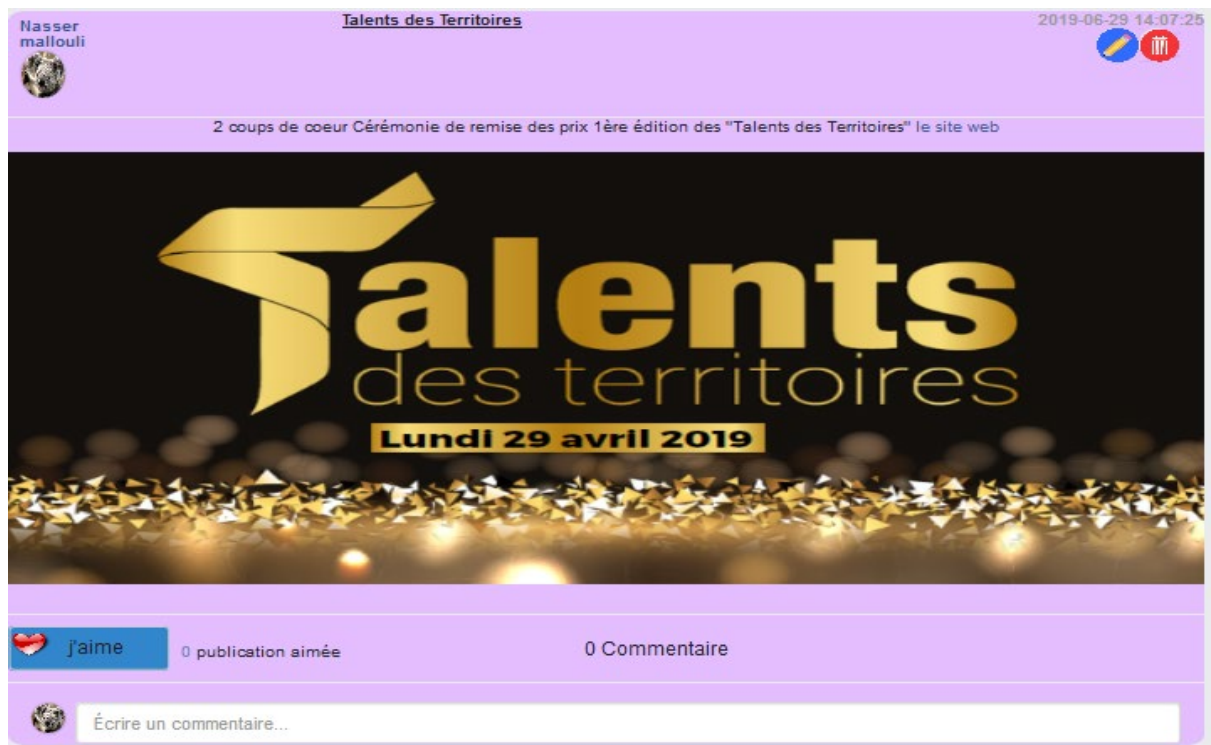 Nasser
mallouli
Talents des Territoires
2019-06-29 14:07:25
2 coups de coeur Cérémonie de remise des prix 1ère édition des "Talents des Territoires" le site web
Talents
des territoires
Lundi 29 avril 2019
j'aime
0 publication aimée
0 Commentaire
Écrire un commentaire...